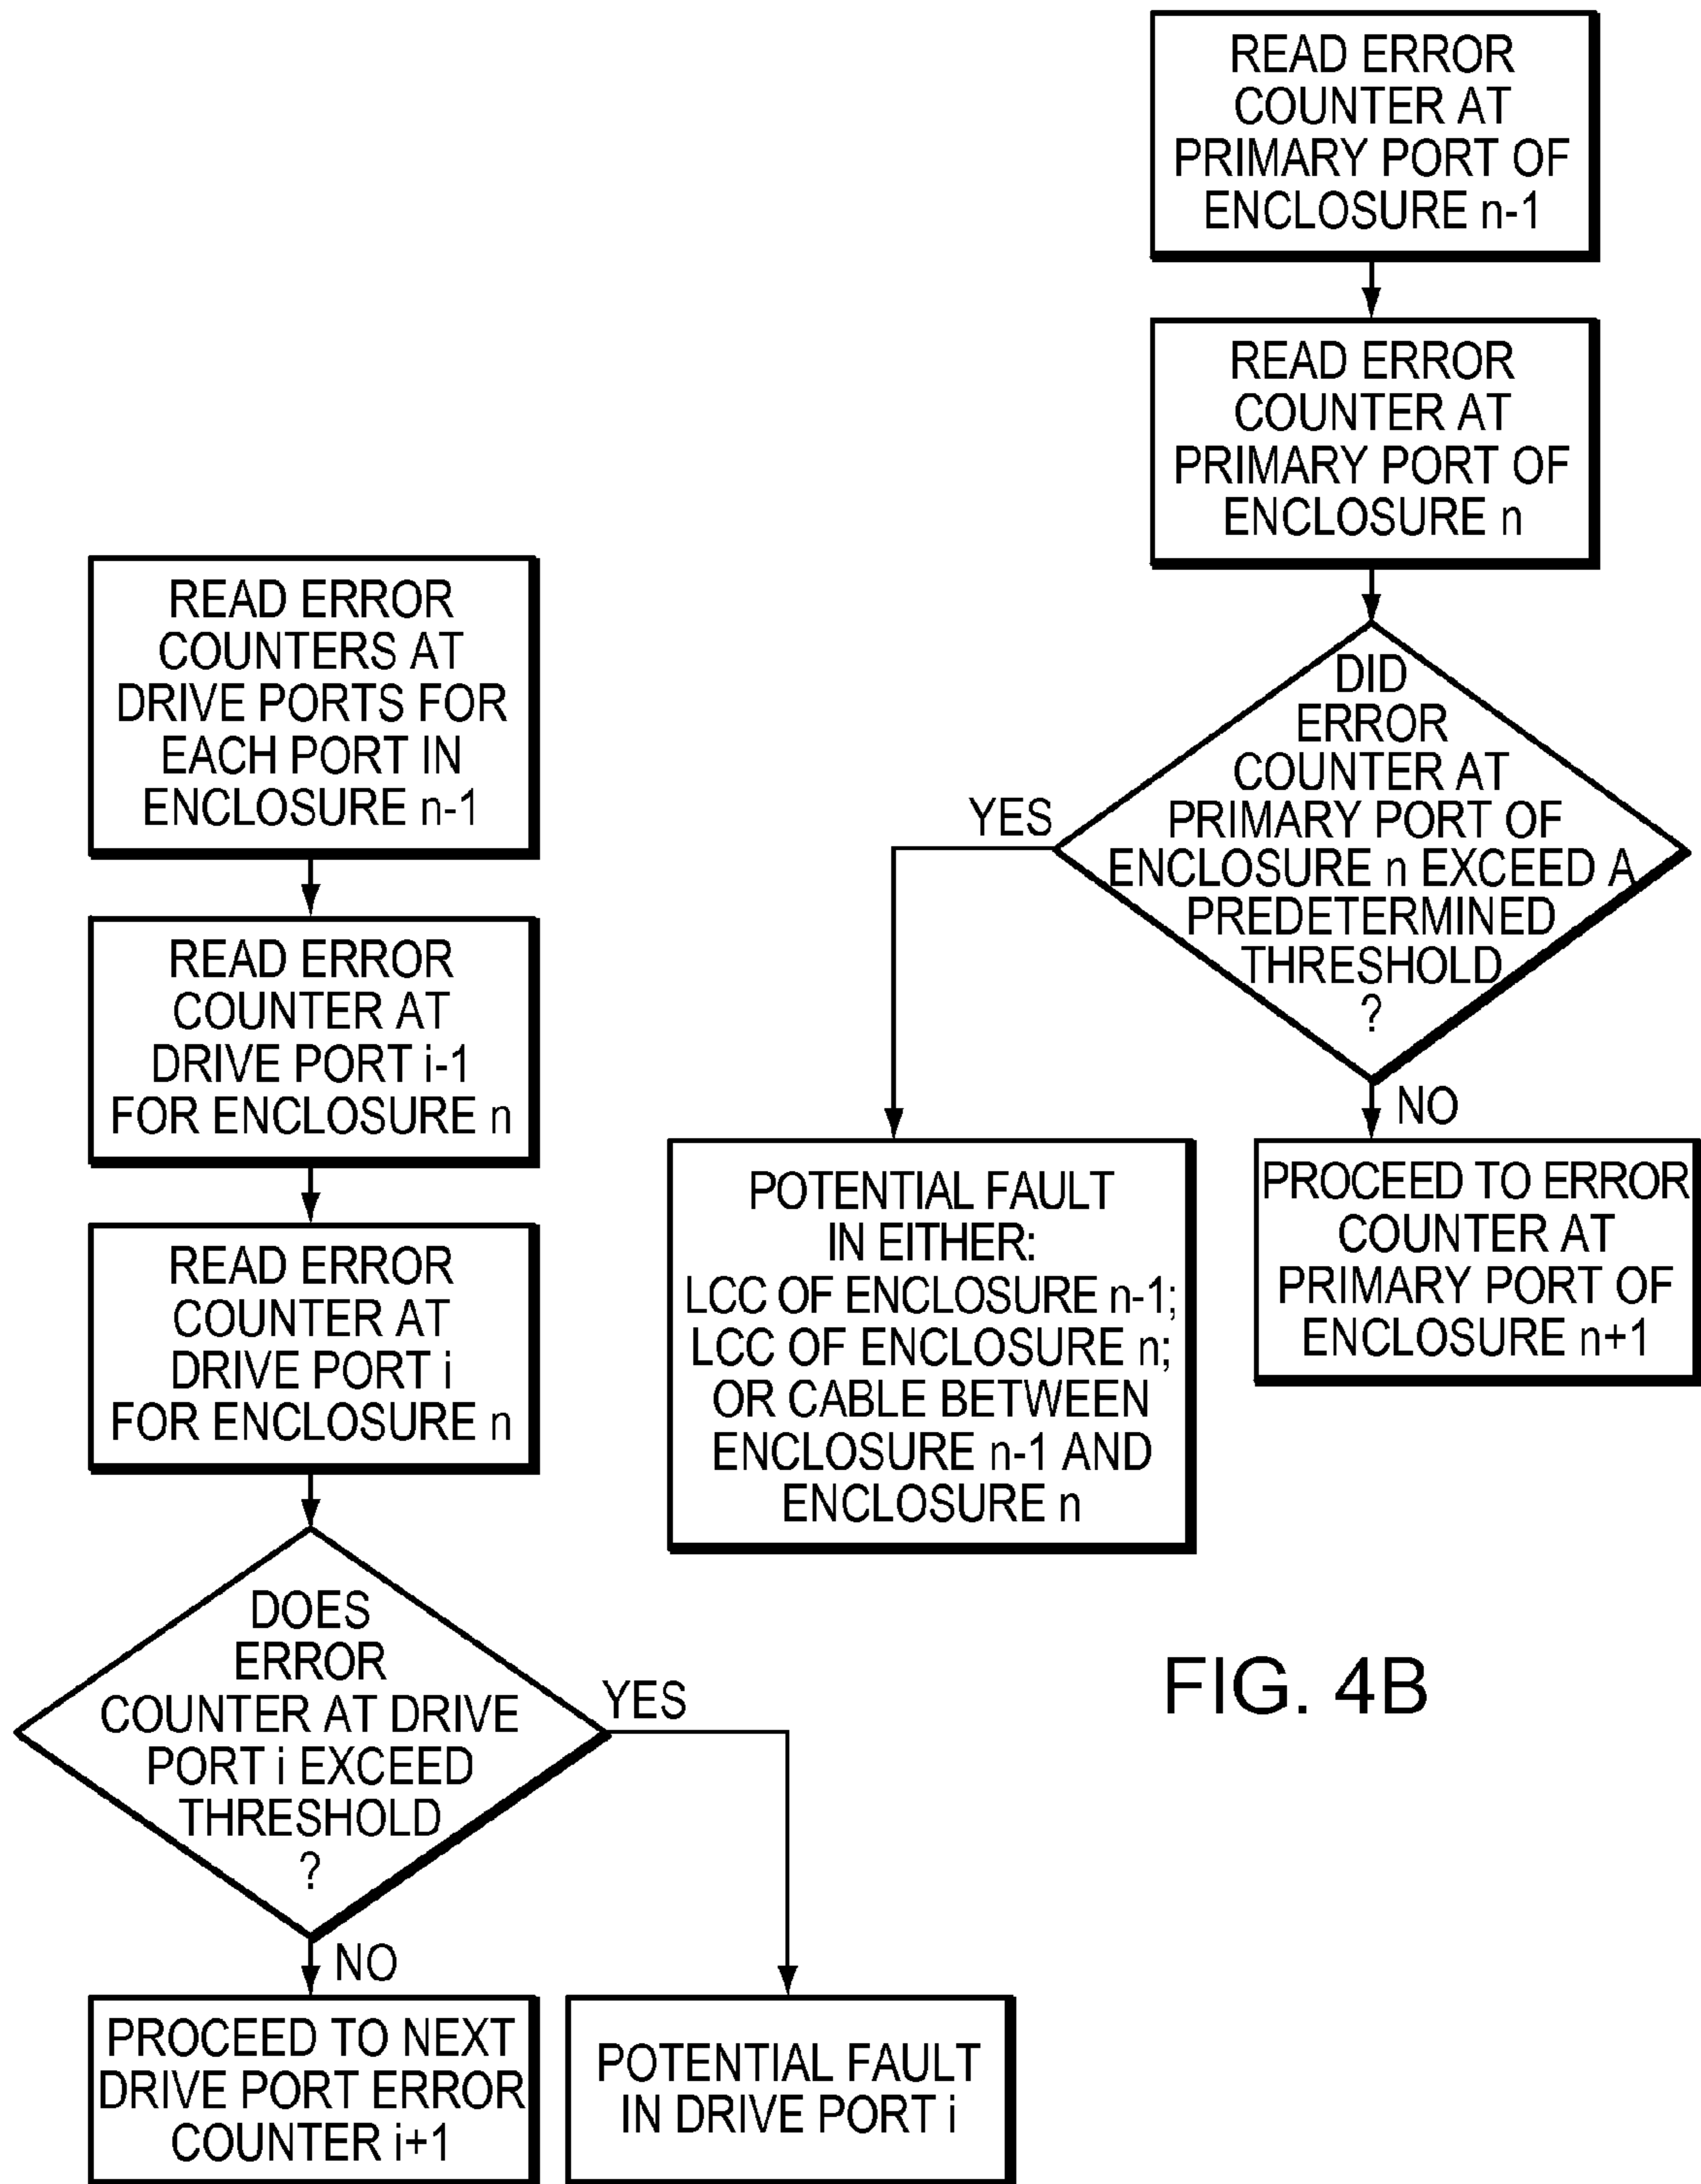 READ ERROR
COUNTER AT
PRIMARY PORT OF
ENCLOSURE n-1
READ ERROR
COUNTER AT
PRIMARY PORT OF
ENCLOSURE n
DID
ERROR
COUNTER AT
PRIMARY PORT OF
ENCLOSURE n EXCEED A
PREDETERMINED
THRESHOLD
?
YES
NO
POTENTIAL FAULT
IN EITHER:
LCC OF ENCLOSURE n-1;
LCC OF ENCLOSURE n;
OR CABLE BETWEEN
ENCLOSURE n-1 AND
ENCLOSURE n
PROCEED TO ERROR
COUNTER AT
PRIMARY PORT OF
ENCLOSURE n+1
FIG. 4B
READ ERROR
COUNTERS AT
DRIVE PORTS FOR
EACH PORT IN
ENCLOSURE n-1
READ ERROR
COUNTER AT
DRIVE PORT i-1
FOR ENCLOSURE n
READ ERROR
COUNTER AT
DRIVE PORT i
FOR ENCLOSURE n
DOES
ERROR
COUNTER AT DRIVE
PORT i EXCEED
THRESHOLD
?
YES
NO
PROCEED TO NEXT
DRIVE PORT ERROR
COUNTER i+1
POTENTIAL FAULT
IN DRIVE PORT i